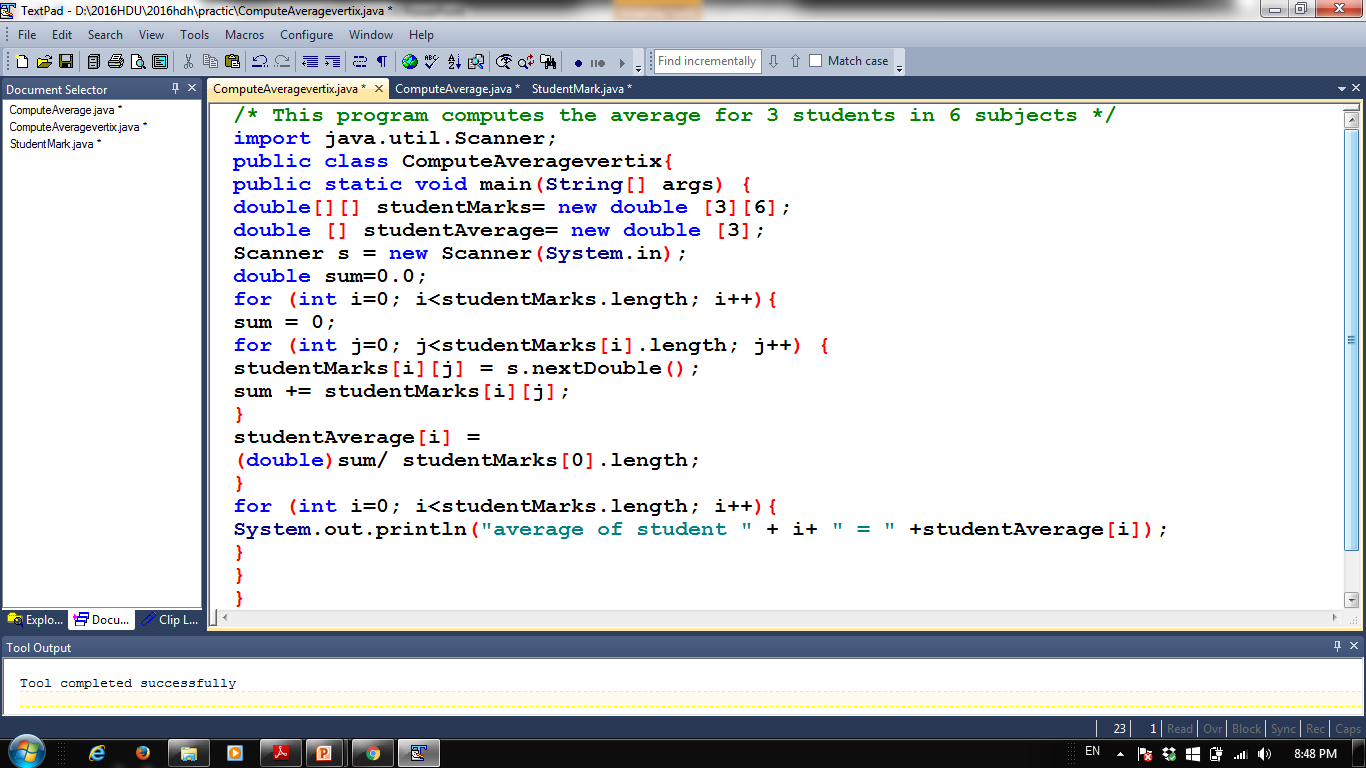 TextPad - D:\2016HDU\2016hdh\practic\ComputeAveragevertix.java *
File Edit Search View Tools Macros Configure Window Help
Find incrementally Match case
Document Selector
ComputeAverage.java *
ComputeAveragevertix.java *
StudentMark.java *
ComputeAveragevertix.java * ComputeAverage.java * StudentMark.java *
/* This program computes the average for 3 students in 6 subjects */
import java.util.Scanner;
public class ComputeAveragevertix{
public static void main(String[] args) {
double[][] studentMarks= new double [3][6];
double [] studentAverage= new double [3];
Scanner s = new Scanner(System.in);
double sum=0.0;
for (int i=0; i<studentMarks.length; i++){
sum = 0;
for (int j=0; j<studentMarks[i].length; j++) {
studentMarks[i][j] = s.nextDouble();
sum += studentMarks[i][j];
}
studentAverage[i] =
(double)sum/ studentMarks[0].length;
}
for (int i=0; i<studentMarks.length; i++){
System.out.println("average of student " + i+ " = " +studentAverage[i]);
}
}
}
Explo... Docu... Clip L...
Tool Output
Tool completed successfully
23 1 Read Ovr Block Sync Rec Caps
EN 8:48 PM